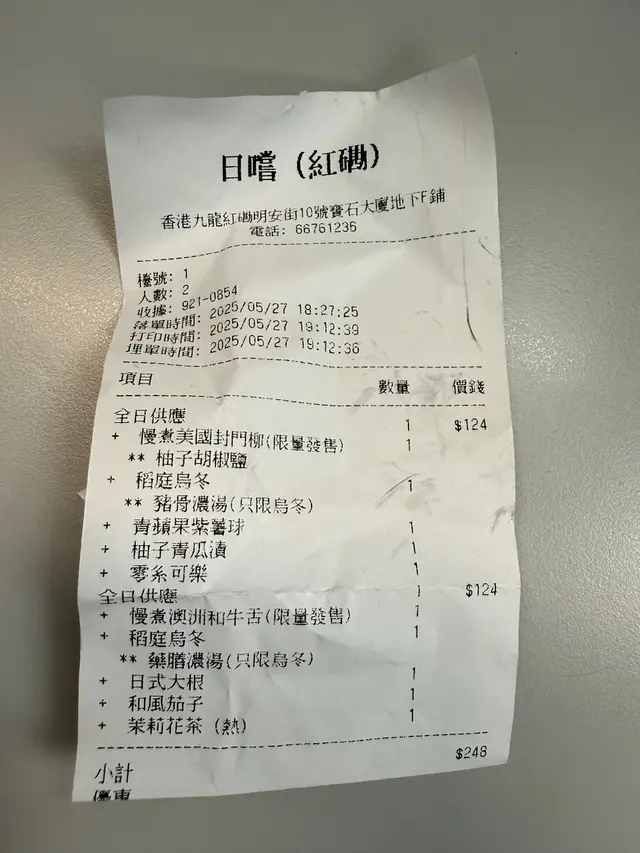 日嚐 (紅磡)
香港九龍紅磡明安街10號寶石大廈地下F鋪
電話: 66761236
檯號: 1
人數: 2
收據: 921-0854
落單時間: 2025/05/27 18:27:25
打印時間: 2025/05/27 19:12:39
埋單時間: 2025/05/27 19:12:36
項目 數量 價錢
全日供應 1 $124
+ 慢煮美國封門柳(限量發售) 1
** 柚子胡椒鹽
+ 稻庭烏冬 1
** 豬骨濃湯(只限烏冬)
+ 青蘋果紫薯球 1
+ 柚子青瓜漬 1
+ 零系可樂 1
全日供應 1 $124
+ 慢煮澳洲和牛舌(限量發售) 1
+ 稻庭烏冬 1
** 藥膳濃湯(只限烏冬)
+ 日式大根 1
+ 和風茄子 1
+ 茉莉花茶 (熱) 1
小計 $248